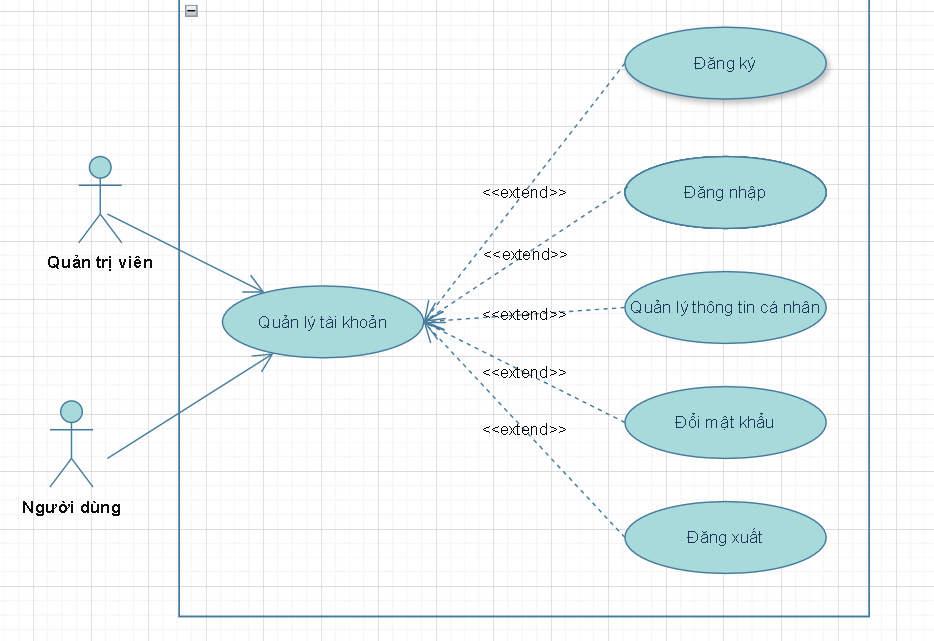 Đăng ký
<<extend>>
Đăng nhập
<<extend>>
Quản trị viên
Quản lý thông tin cá nhân
<<extend>>
Quản lý tài khoản
<<extend>>
Đổi mật khẩu
<<extend>>
Người dùng
Đăng xuất